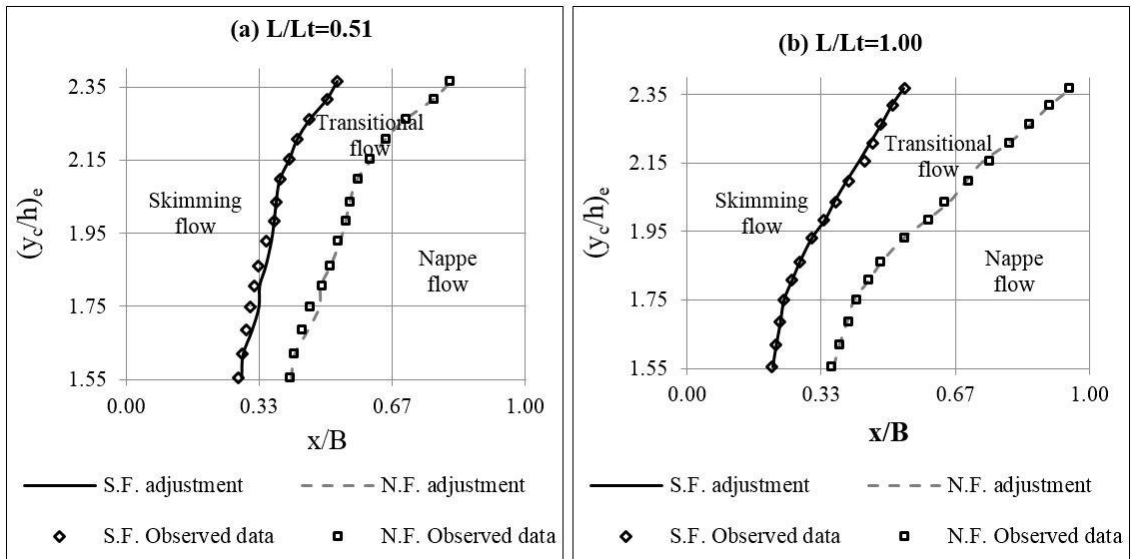 (a) L/Lt=0.51
(y_c/h)_e
2.35
2.15
1.95
1.75
1.55
Transitional
flow
Skimming
flow
Nappe
flow
0.00 0.33 0.67 1.00
x/B
S.F. adjustment N.F. adjustment
S.F. Observed data N.F. Observed data
(b) L/Lt=1.00
(y_c/h)_e
2.35
2.15
1.95
1.75
1.55
Transitional
flow
Skimming
flow
Nappe
flow
0.00 0.33 0.67 1.00
x/B
S.F. adjustment N.F. adjustment
S.F. Observed data N.F. Observed data